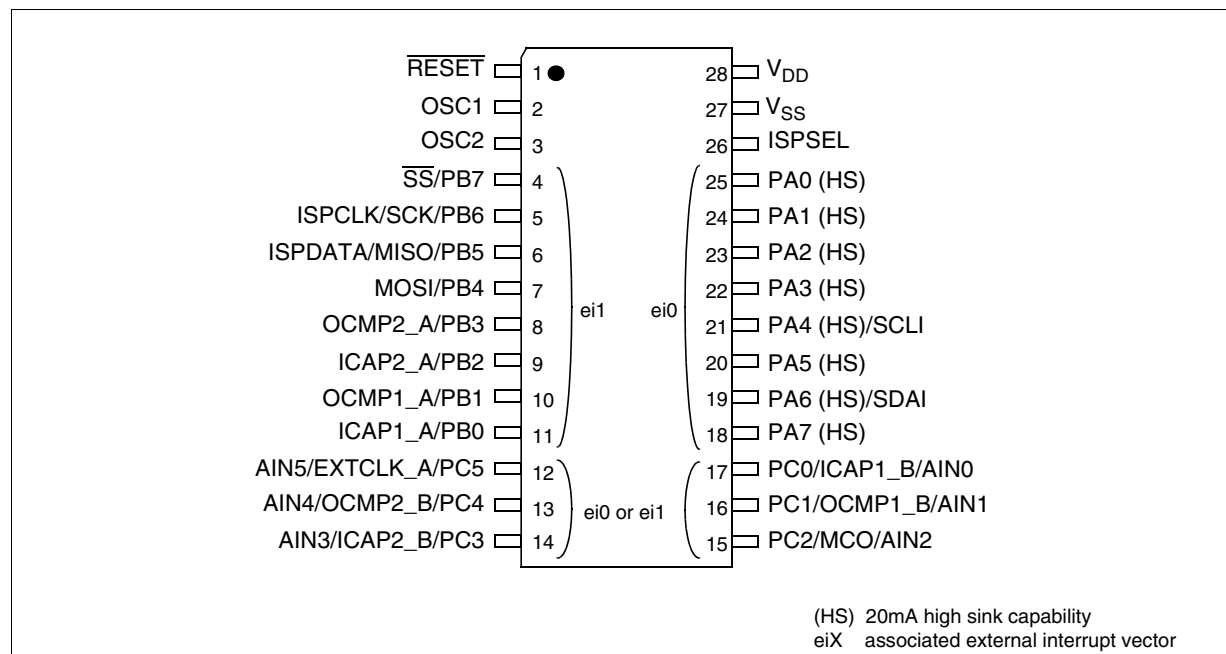 RESET 1 28 VDD
OSC1 2 27 VSS
OSC2 3 26 ISPSEL
SS/PB7 4 25 PA0 (HS)
ISPCLK/SCK/PB6 5 24 PA1 (HS)
ISPDATA/MISO/PB5 6 23 PA2 (HS)
MOSI/PB4 7 22 PA3 (HS)
ei1 ei0
OCMP2_A/PB3 8 21 PA4 (HS)/SCLI
ICAP2_A/PB2 9 20 PA5 (HS)
OCMP1_A/PB1 10 19 PA6 (HS)/SDAI
ICAP1_A/PB0 11 18 PA7 (HS)
AIN5/EXTCLK_A/PC5 12 17 PC0/ICAP1_B/AIN0
AIN4/OCMP2_B/PC4 13 ei0 or ei1 16 PC1/OCMP1_B/AIN1
AIN3/ICAP2_B/PC3 14 15 PC2/MCO/AIN2
(HS) 20mA high sink capability
eiX associated external interrupt vector